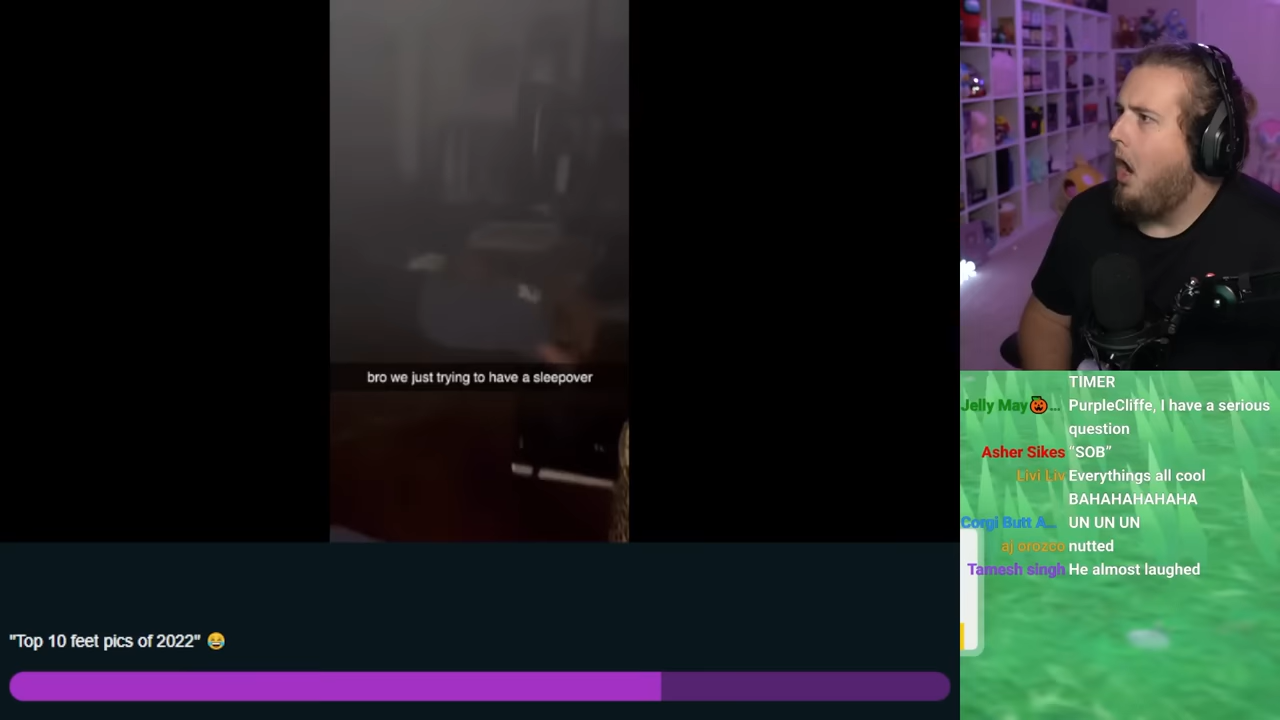 bro we just trying to have a sleepover
"Top 10 feet pics of 2022" 😂
TIMER
Jelly May🎃... PurpleCliffe, I have a serious
question
Asher Sikes “SOB”
Livi Liv Everythings all cool
BAHAHAHAHAHA
Corgi Butt A... UN UN UN
aj orozco nutted
Tamesh singh He almost laughed